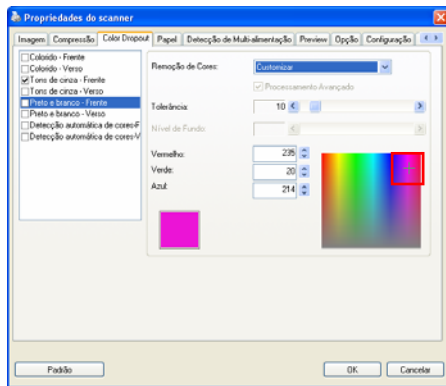 Propriedades do scanner
Imagem Compressão Color Dropout Papel Detecção de Multi-alimentação Preview Opção Configuração
Colorido - Frente
Colorido - Verso
Tons de cinza - Frente
Tons de cinza - Verso
Preto e branco - Frente
Preto e branco - Verso
Detecção automática de cores-F
Detecção automática de cores-V
Remoção de Cores: Customizar
Processamento Avançado
Tolerância: 10
Nível de Fundo:
Vermelho: 235
Verde: 20
Azul: 214
Padrão OK Cancelar